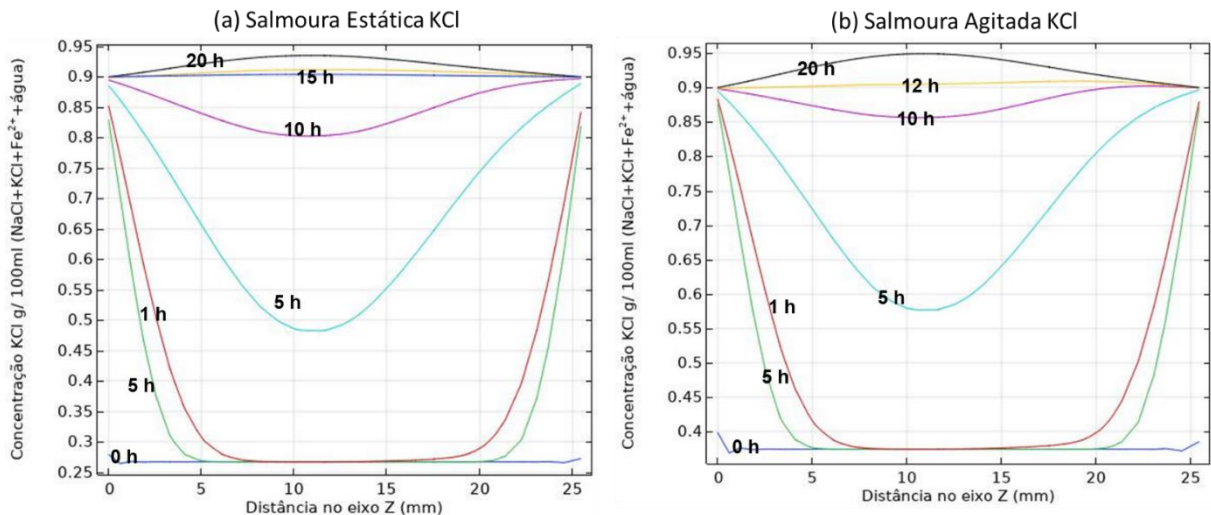 (a) Salmoura Estática KCl
Concentração KCl g/ 100ml (NaCl+KCl+Fe²⁺+água)
0.95
0.9
0.85
0.8
0.75
0.7
0.65
0.6
0.55
0.5
0.45
0.4
0.35
0.3
0.25
20 h
15 h
10 h
5 h
1 h
5 h
0 h
0
5
10
15
20
25
Distância no eixo Z (mm)
(b) Salmoura Agitada KCl
Concentração KCl g/ 100ml (NaCl+KCl+Fe²⁺+água)
0.95
0.9
0.85
0.8
0.75
0.7
0.65
0.6
0.55
0.5
0.45
0.4
20 h
12 h
10 h
5 h
1 h
5 h
0 h
0
5
10
15
20
25
Distância no eixo Z (mm)